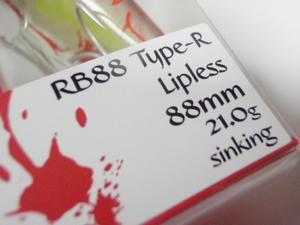 RB88 Type-R
Lipless
88mm
21.0g
sinking